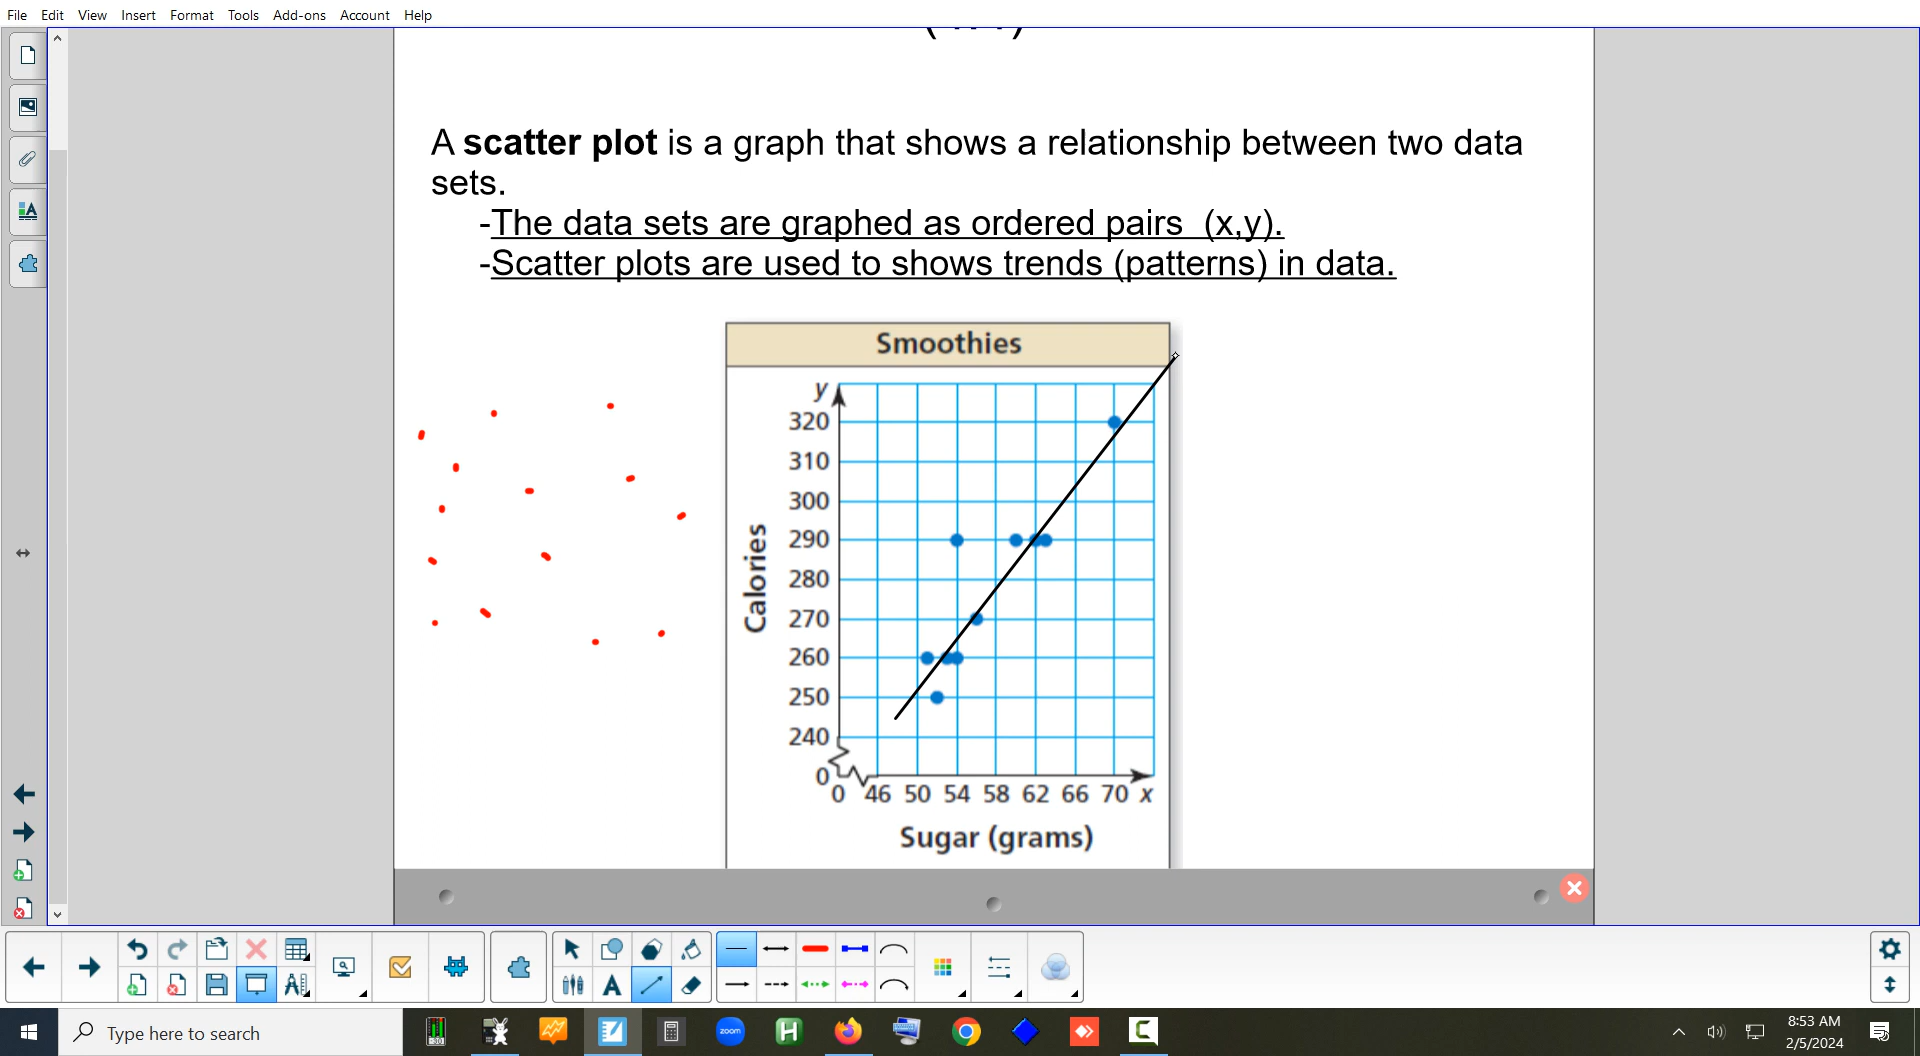 File Edit View Insert Format Tools Add-ons Account Help
A scatter plot is a graph that shows a relationship between two data
sets.
-The data sets are graphed as ordered pairs (x,y).
-Scatter plots are used to shows trends (patterns) in data.
Smoothies
y
320
310
300
290
280
270
260
250
240
0
Calories
0 46 50 54 58 62 66 70 x
Sugar (grams)
Type here to search
zoom
8:53 AM
2/5/2024